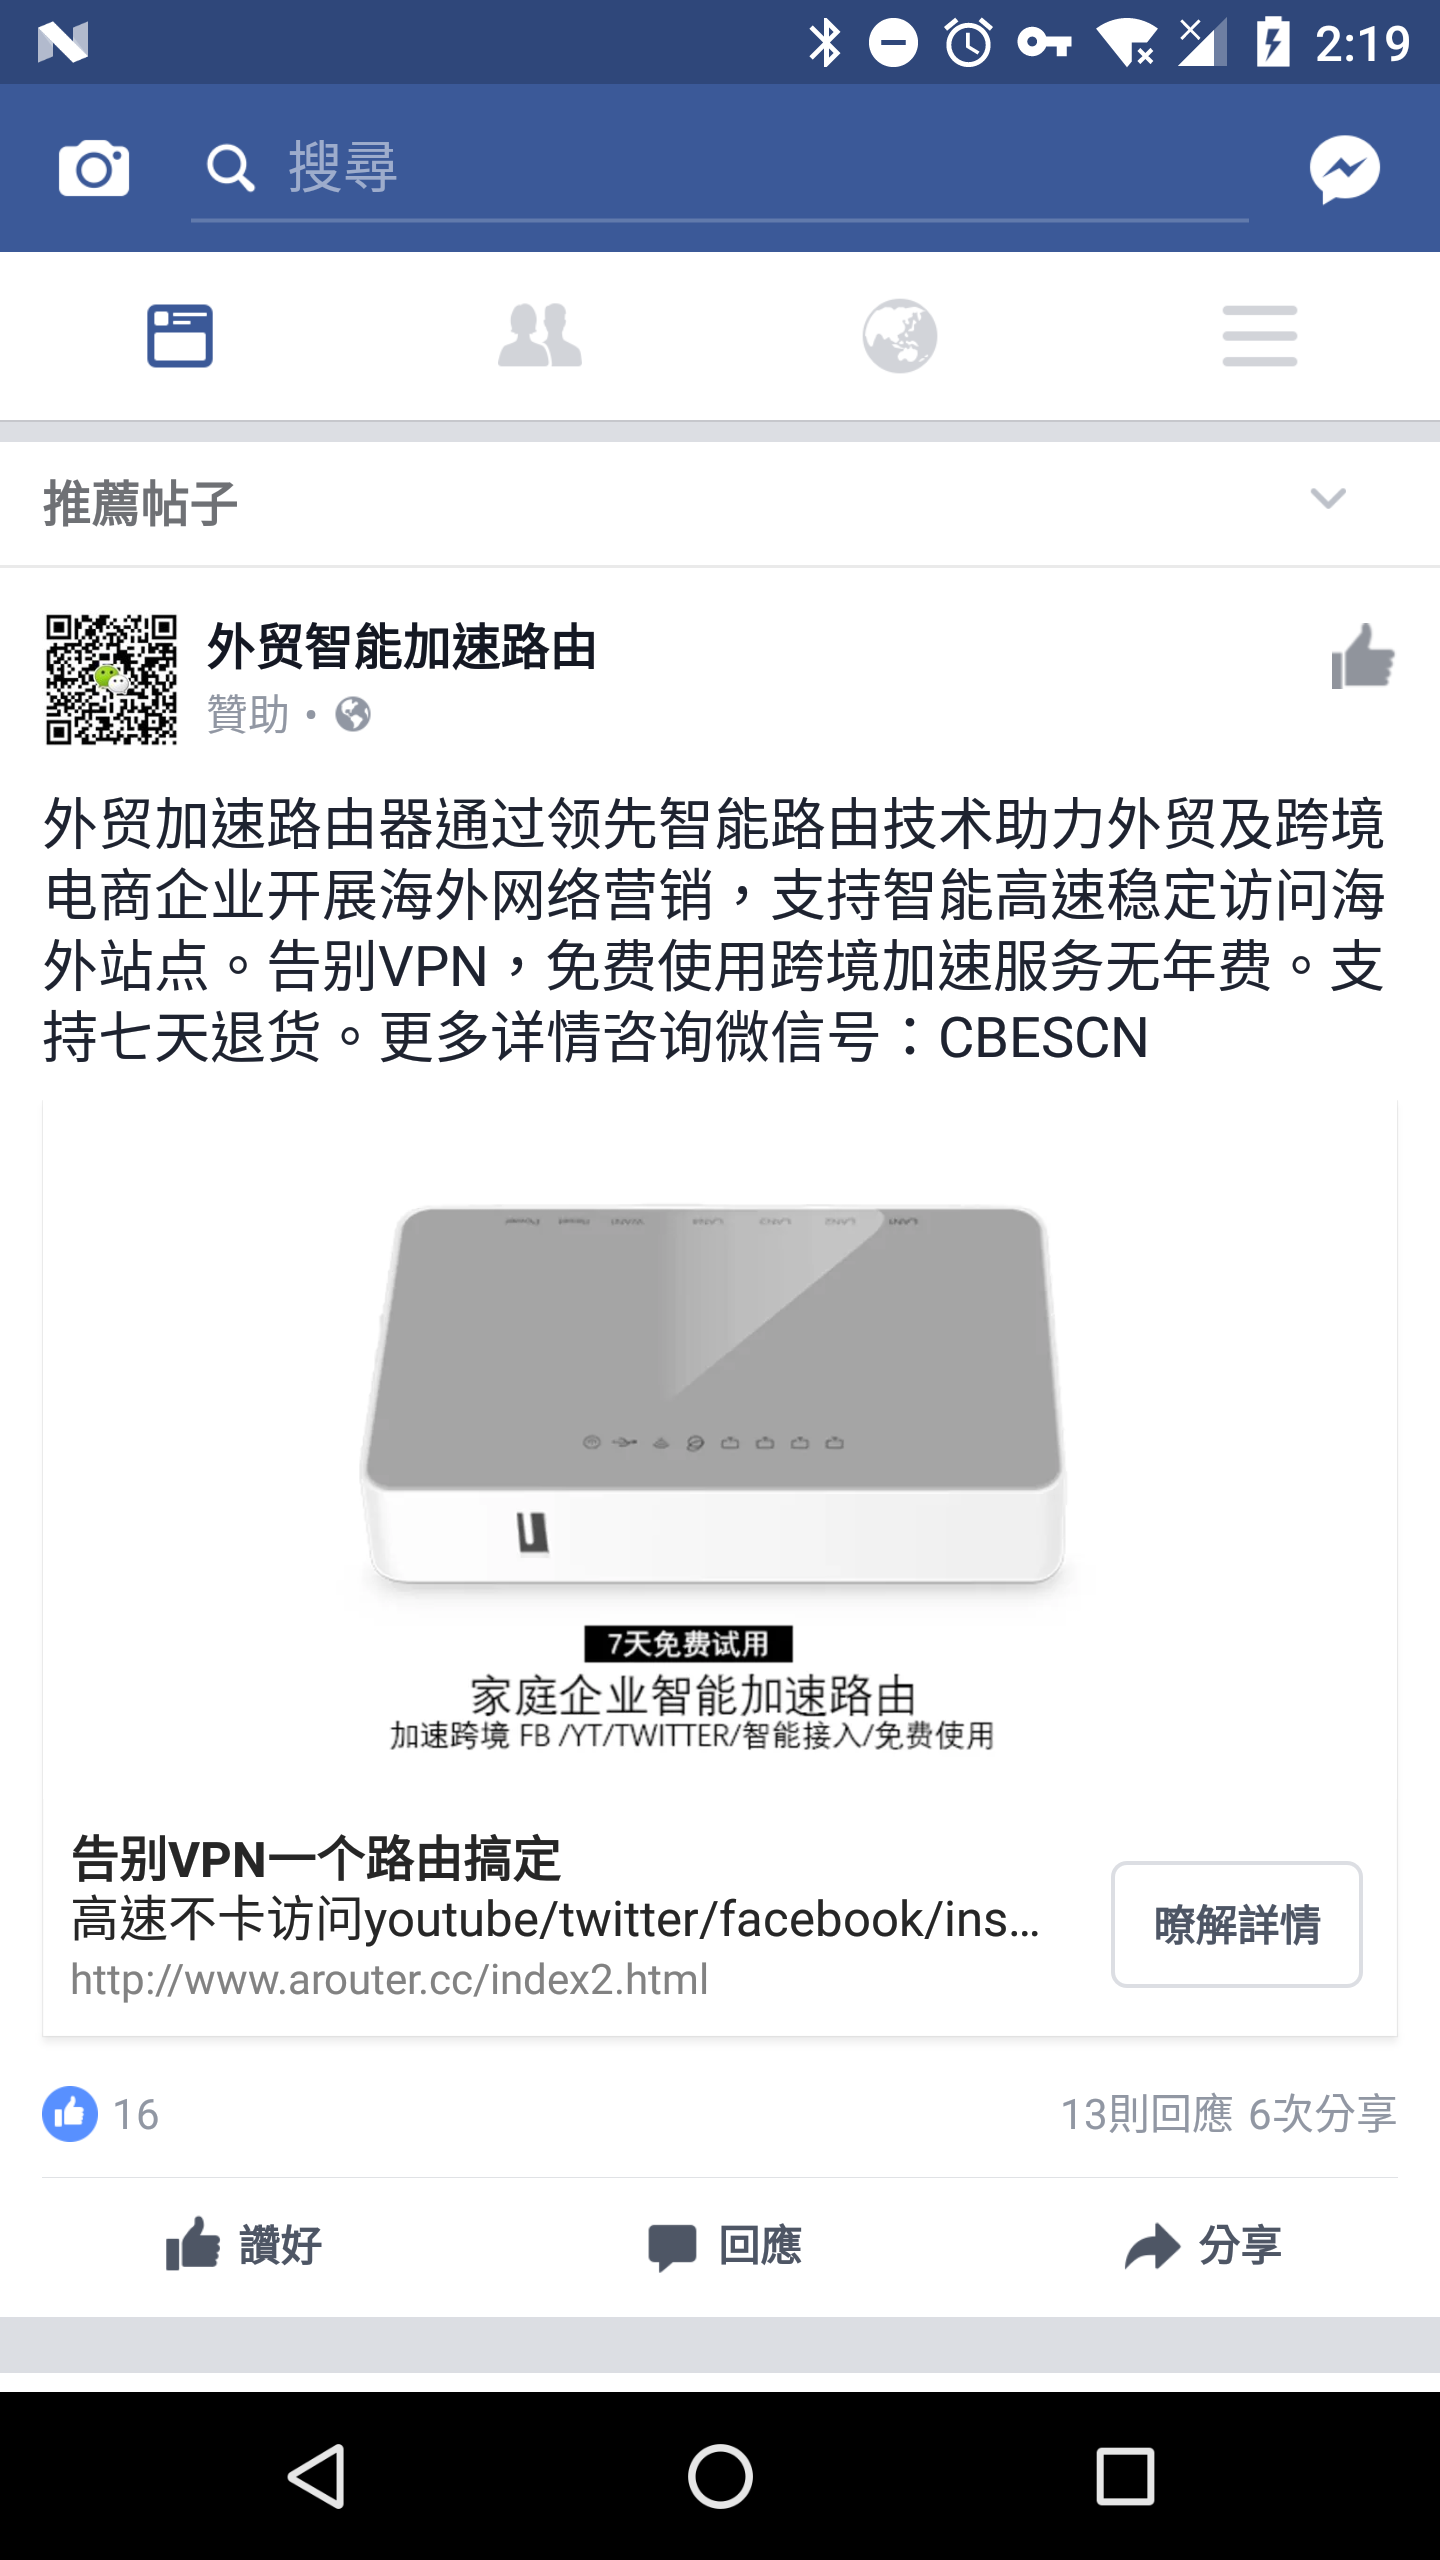 2:19
搜尋
推薦帖子
外贸智能加速路由
贊助 •
外贸加速路由器通过领先智能路由技术助力外贸及跨境
电商企业开展海外网络营销，支持智能高速稳定访问海
外站点。告别VPN，免费使用跨境加速服务无年费。支
持七天退货。更多详情咨询微信号：CBESCN
Power Reset WAN1 LAN4 LAN3 LAN2 LAN1
7天免费试用
家庭企业智能加速路由
加速跨境 FB /YT/TWITTER/智能接入/免费使用
告别VPN一个路由搞定
高速不卡访问youtube/twitter/facebook/ins...
http://www.arouter.cc/index2.html
瞭解詳情
16
13則回應 6次分享
讚好
回應
分享